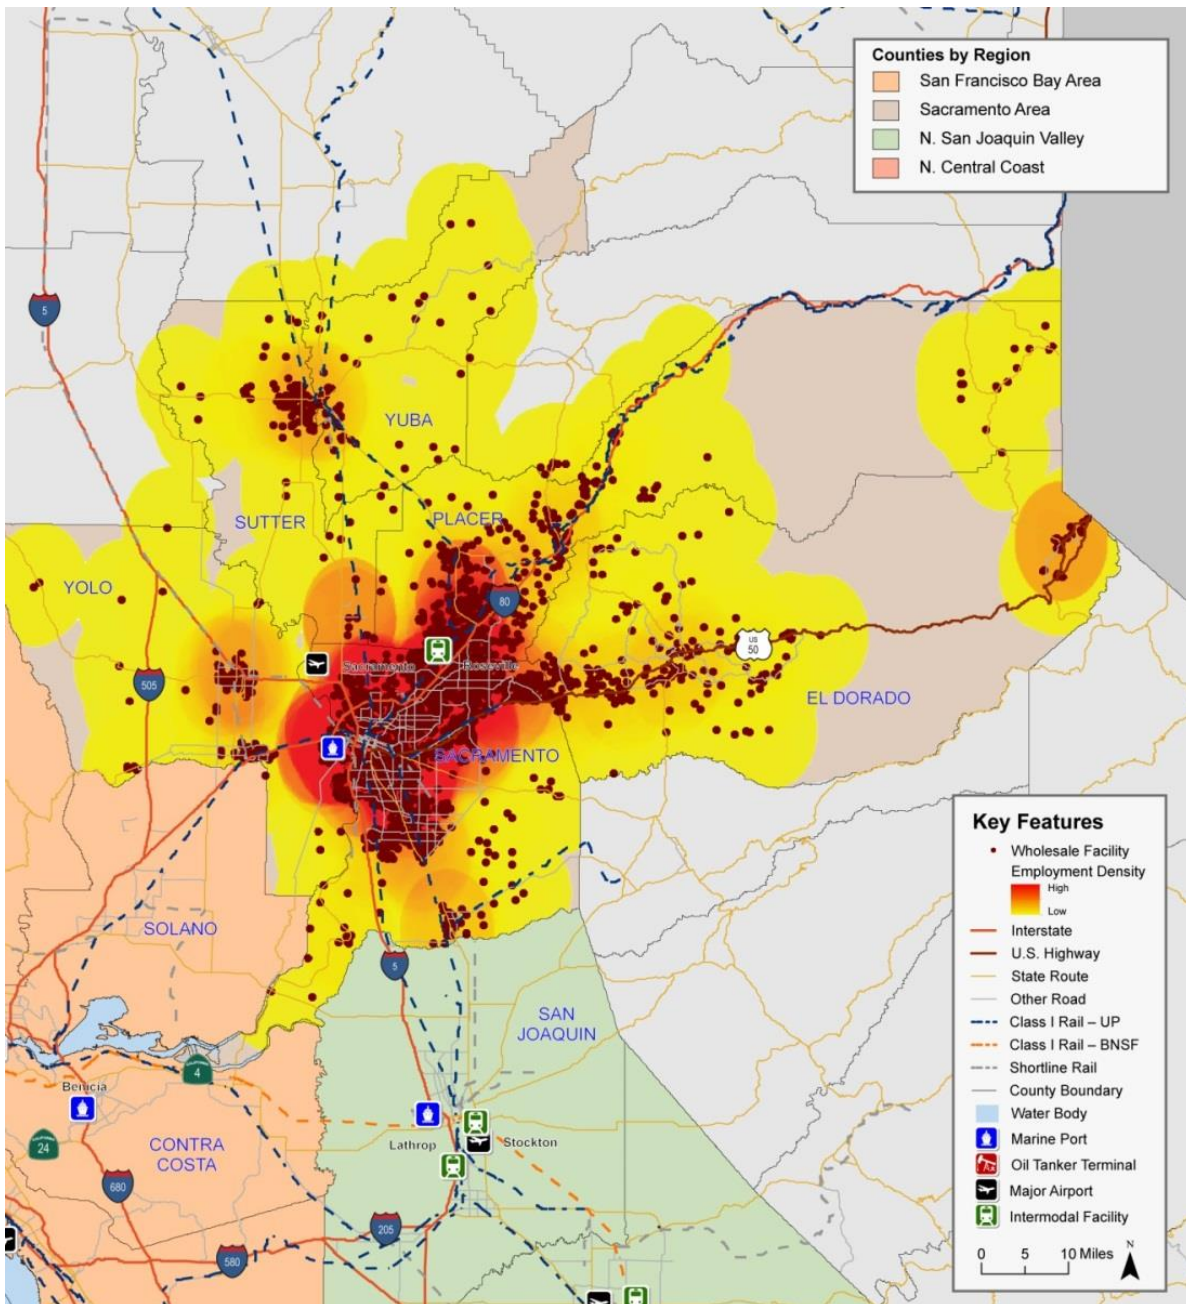 Counties by Region
San Francisco Bay Area
Sacramento Area
N. San Joaquin Valley
N. Central Coast
5
YUBA
SUTTER
PLACER
YOLO
80
Sacramento
Roseville
US
50
505
EL DORADO
SACRAMENTO
SOLANO
5
SAN
JOAQUIN
4
Benicia
24
CONTRA
COSTA
Lathrop
Stockton
680
205
580
Key Features
Wholesale Facility
Employment Density
High
Low
Interstate
U.S. Highway
State Route
Other Road
Class I Rail – UP
Class I Rail – BNSF
Shortline Rail
County Boundary
Water Body
Marine Port
Oil Tanker Terminal
Major Airport
Intermodal Facility
0 5 10 Miles
N